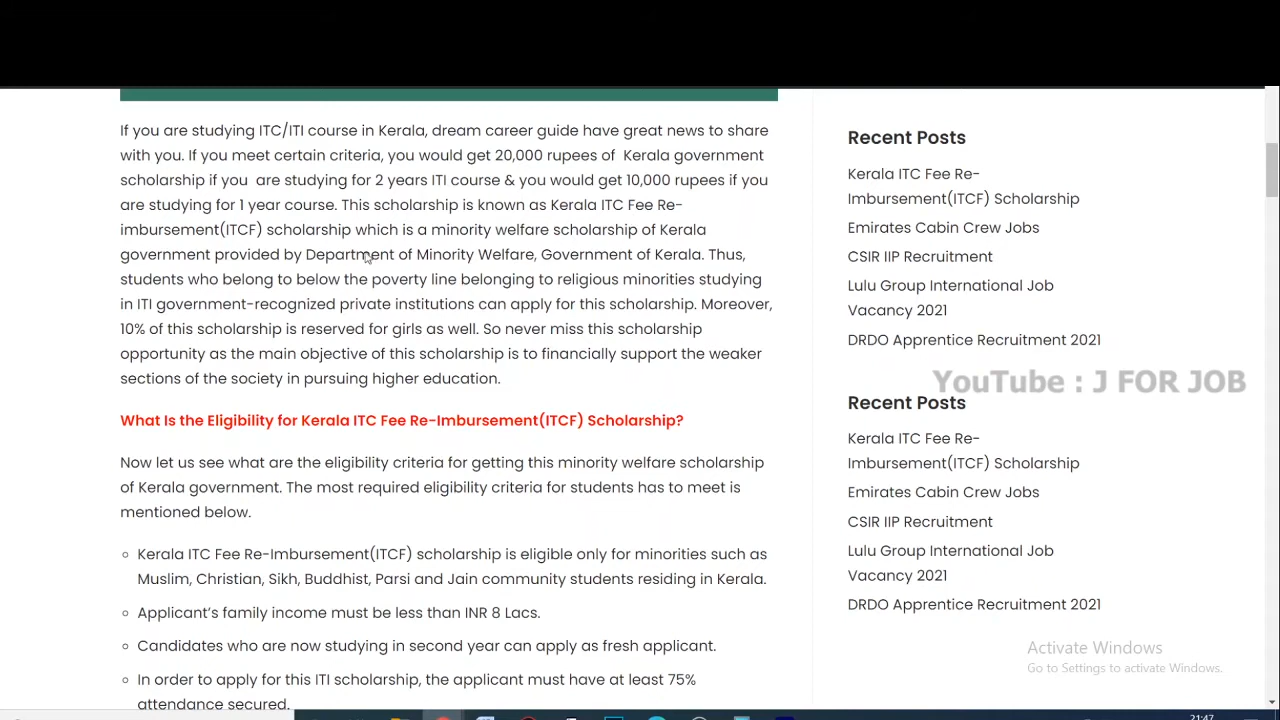 If you are studying ITC/ITI course in Kerala, dream career guide have great news to share
with you. If you meet certain criteria, you would get 20,000 rupees of  Kerala government
scholarship if you  are studying for 2 years ITI course & you would get 10,000 rupees if you
are studying for 1 year course. This scholarship is known as Kerala ITC Fee Re-
imbursement(ITCF) scholarship which is a minority welfare scholarship of Kerala
government provided by Department of Minority Welfare, Government of Kerala. Thus,
students who belong to below the poverty line belonging to religious minorities studying
in ITI government-recognized private institutions can apply for this scholarship. Moreover,
10% of this scholarship is reserved for girls as well. So never miss this scholarship
opportunity as the main objective of this scholarship is to financially support the weaker
sections of the society in pursuing higher education.
What Is the Eligibility for Kerala ITC Fee Re-Imbursement(ITCF) Scholarship?
Now let us see what are the eligibility criteria for getting this minority welfare scholarship
of Kerala government. The most required eligibility criteria for students has to meet is
mentioned below.
Kerala ITC Fee Re-Imbursement(ITCF) scholarship is eligible only for minorities such as
Muslim, Christian, Sikh, Buddhist, Parsi and Jain community students residing in Kerala.
Applicant's family income must be less than INR 8 Lacs.
Candidates who are now studying in second year can apply as fresh applicant.
In order to apply for this ITI scholarship, the applicant must have at least 75%
attendance secured.
Recent Posts
Kerala ITC Fee Re-
Imbursement(ITCF) Scholarship
Emirates Cabin Crew Jobs
CSIR IIP Recruitment
Lulu Group International Job
Vacancy 2021
DRDO Apprentice Recruitment 2021
YouTube : J FOR JOB
Recent Posts
Kerala ITC Fee Re-
Imbursement(ITCF) Scholarship
Emirates Cabin Crew Jobs
CSIR IIP Recruitment
Lulu Group International Job
Vacancy 2021
DRDO Apprentice Recruitment 2021
Activate Windows
Go to Settings to activate Windows.
21:47